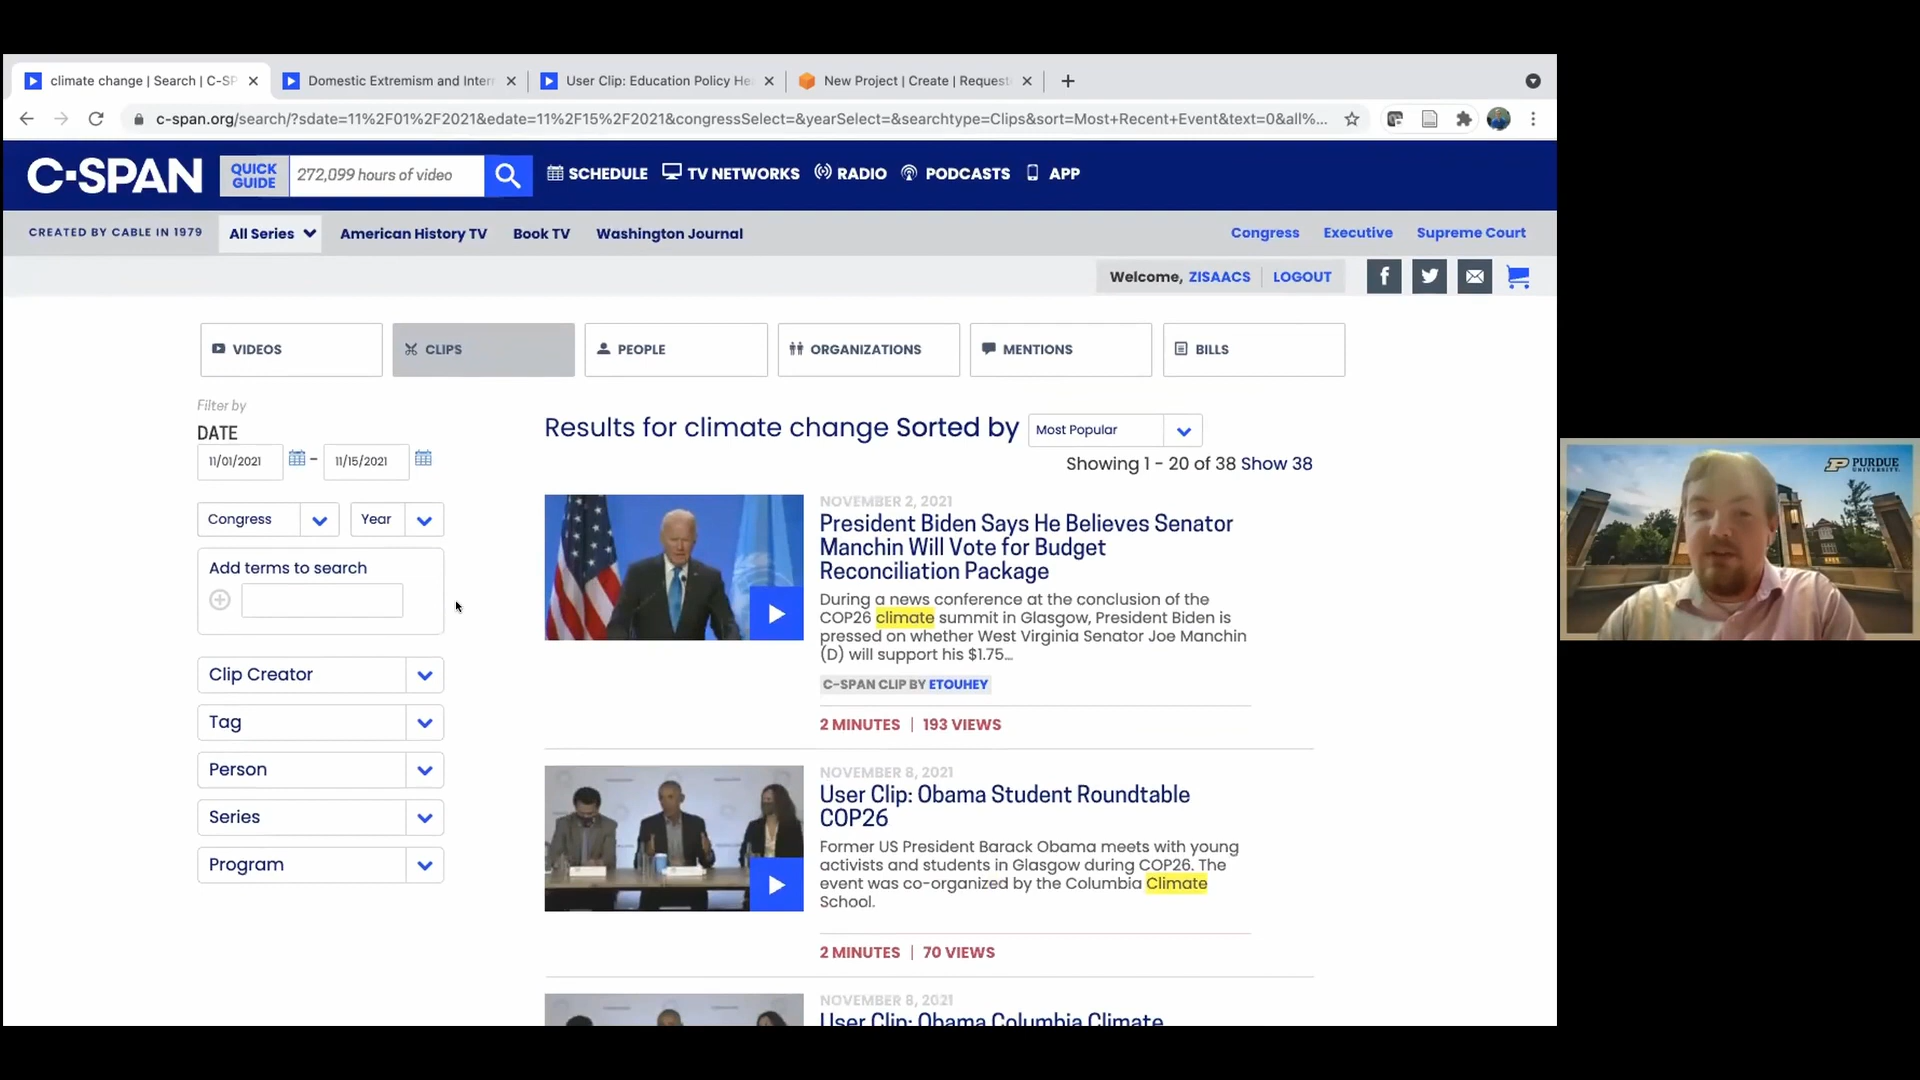 climate change | Search | C-SP
Domestic Extremism and Inter
User Clip: Education Policy He
New Project | Create | Request
c-span.org/search/?sdate=11%2F01%2F2021&edate=11%2F15%2F2021&congressSelect=&yearSelect=&searchtype=Clips&sort=Most+Recent+Event&text=0&all%...
C-SPAN
QUICK GUIDE
272,099 hours of video
SCHEDULE
TV NETWORKS
RADIO
PODCASTS
APP
CREATED BY CABLE IN 1979
All Series
American History TV
Book TV
Washington Journal
Congress
Executive
Supreme Court
Welcome, ZISAACS
LOGOUT
VIDEOS
CLIPS
PEOPLE
ORGANIZATIONS
MENTIONS
BILLS
Filter by
DATE
11/01/2021 – 11/15/2021
Congress
Year
Add terms to search
Clip Creator
Tag
Person
Series
Program
Results for climate change Sorted by
Most Popular
Showing 1 - 20 of 38 Show 38
NOVEMBER 2, 2021
President Biden Says He Believes Senator
Manchin Will Vote for Budget
Reconciliation Package
During a news conference at the conclusion of the
COP26 climate summit in Glasgow, President Biden is
pressed on whether West Virginia Senator Joe Manchin
(D) will support his $1.75…
C-SPAN CLIP BY ETOUHEY
2 MINUTES | 193 VIEWS
NOVEMBER 8, 2021
User Clip: Obama Student Roundtable
COP26
Former US President Barack Obama meets with young
activists and students in Glasgow during COP26. The
event was co-organized by the Columbia Climate
School.
2 MINUTES | 70 VIEWS
NOVEMBER 8, 2021
User Clip: Obama Columbia Climate
PURDUE
UNIVERSITY